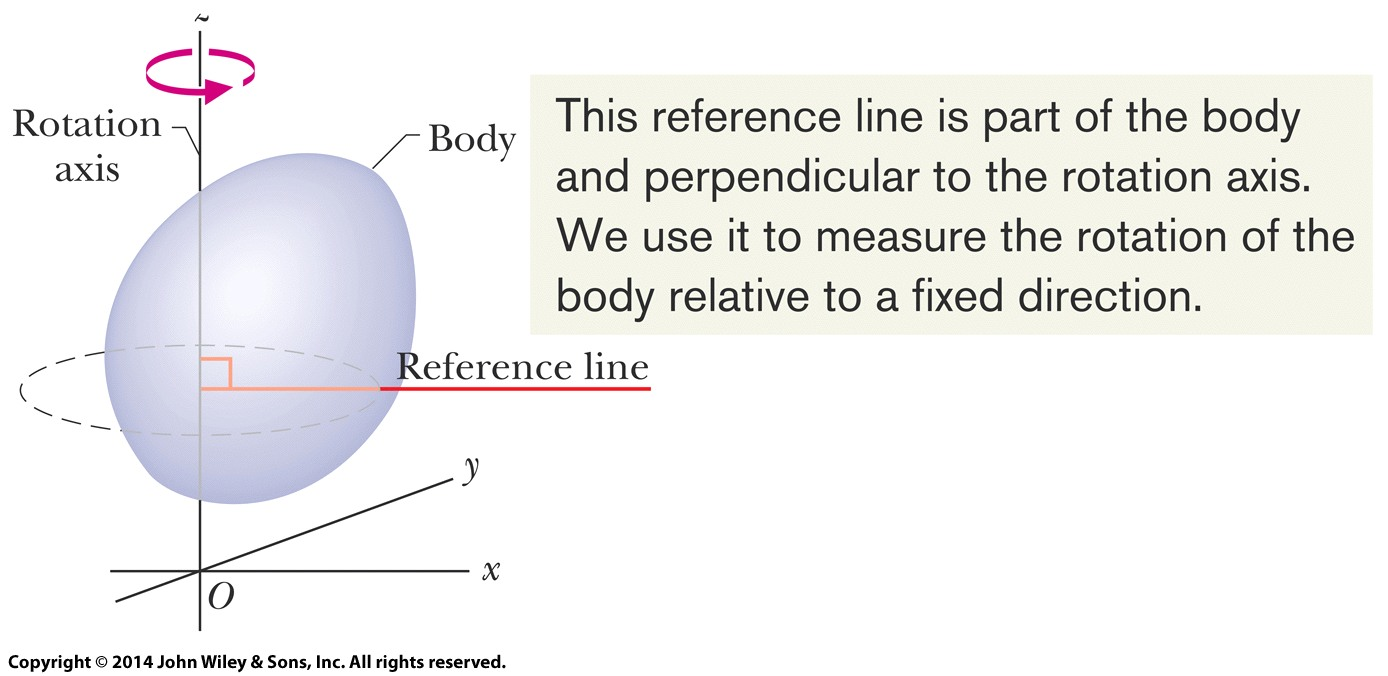 z
Rotation
axis
Body
This reference line is part of the body
and perpendicular to the rotation axis.
We use it to measure the rotation of the
body relative to a fixed direction.
Reference line
y
x
O
Copyright © 2014 John Wiley & Sons, Inc. All rights reserved.